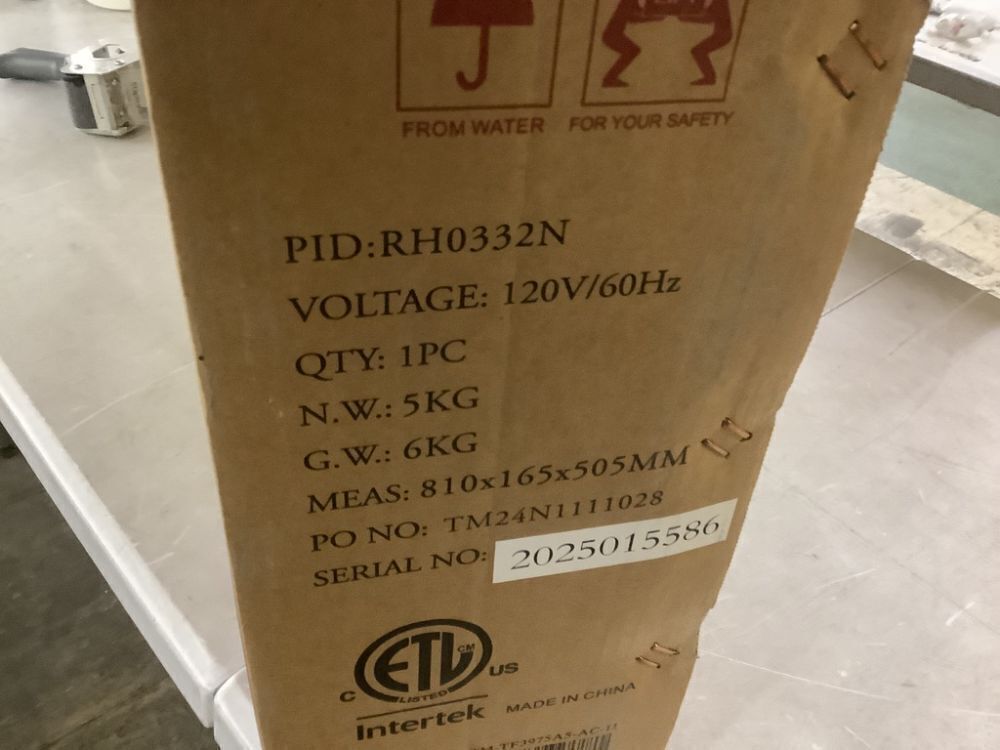 FROM WATER FOR YOUR SAFETY
PID:RH0332N
VOLTAGE: 120V/60Hz
QTY: 1PC
N.W.: 5KG
G.W.: 6KG
MEAS: 810x165x505MM
PO NO: TM24N1111028
SERIAL NO: 2025015586
C ETL CM US
LISTED
Intertek MADE IN CHINA